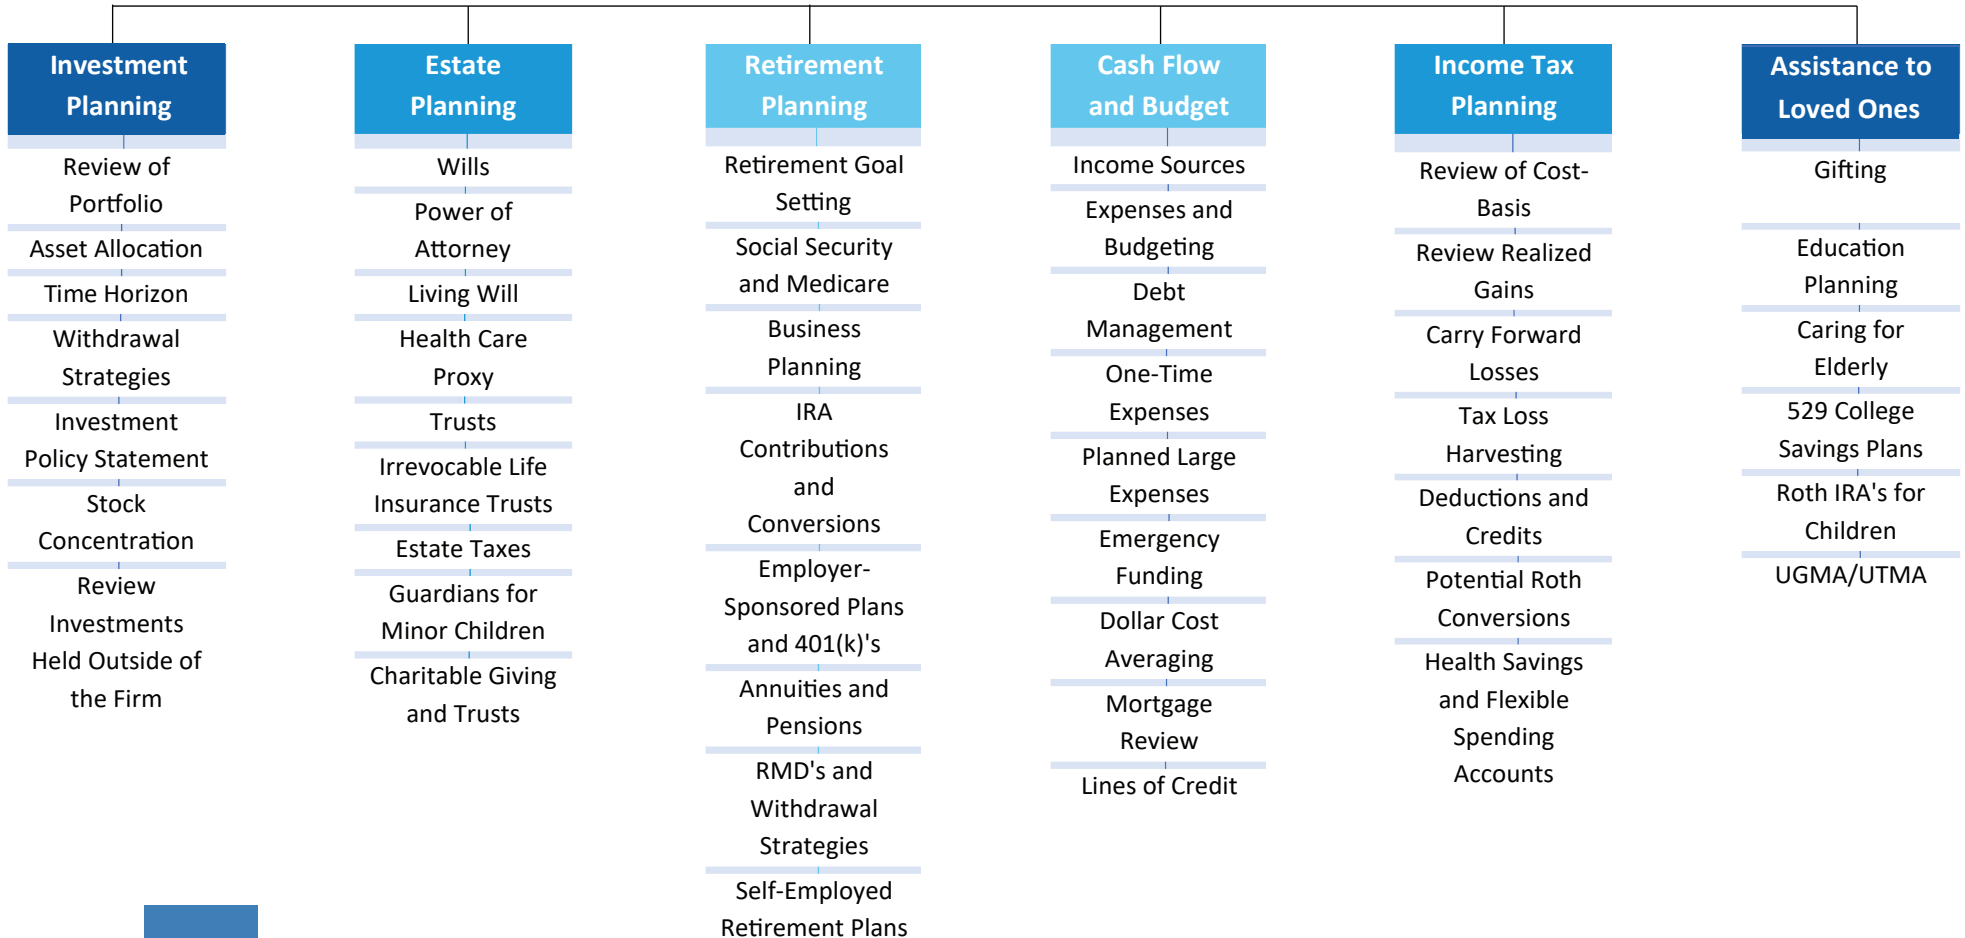 Investment
Planning
Review of
Portfolio
Asset Allocation
Time Horizon
Withdrawal
Strategies
Investment
Policy Statement
Stock
Concentration
Review
Investments
Held Outside of
the Firm
Estate
Planning
Wills
Power of
Attorney
Living Will
Health Care
Proxy
Trusts
Irrevocable Life
Insurance Trusts
Estate Taxes
Guardians for
Minor Children
Charitable Giving
and Trusts
Retirement
Planning
Retirement Goal
Setting
Social Security
and Medicare
Business
Planning
IRA
Contributions
and
Conversions
Employer-
Sponsored Plans
and 401(k)'s
Annuities and
Pensions
RMD's and
Withdrawal
Strategies
Self-Employed
Retirement Plans
Cash Flow
and Budget
Income Sources
Expenses and
Budgeting
Debt
Management
One-Time
Expenses
Planned Large
Expenses
Emergency
Funding
Dollar Cost
Averaging
Mortgage
Review
Lines of Credit
Income Tax
Planning
Review of Cost-
Basis
Review Realized
Gains
Carry Forward
Losses
Tax Loss
Harvesting
Deductions and
Credits
Potential Roth
Conversions
Health Savings
and Flexible
Spending
Accounts
Assistance to
Loved Ones
Gifting
Education
Planning
Caring for
Elderly
529 College
Savings Plans
Roth IRA's for
Children
UGMA/UTMA